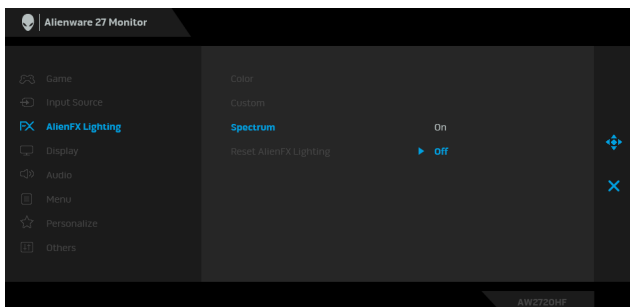 Alienware 27 Monitor
Game
Color
Input Source
Custom
FX AlienFX Lighting
Spectrum On
Display
Reset AlienFX Lighting Off
Audio
Menu
Personalize
Others
AW2720HF